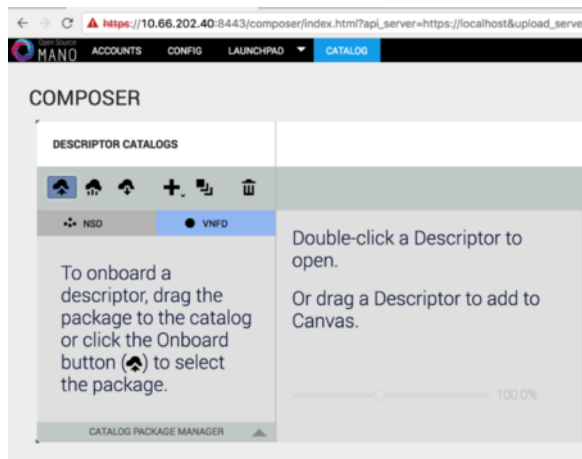 https://10.66.202.40:8443/composer/index.html?api_server=https://localhost&upload_serve
Open Source
MANO ACCOUNTS CONFIG LAUNCHPAD CATALOG
COMPOSER
DESCRIPTOR CATALOGS
NSD VNFD
To onboard a
descriptor, drag the
package to the catalog
or click the Onboard
button ( ) to select
the package.
Double-click a Descriptor to
open.
Or drag a Descriptor to add to
Canvas.
100.0%
CATALOG PACKAGE MANAGER